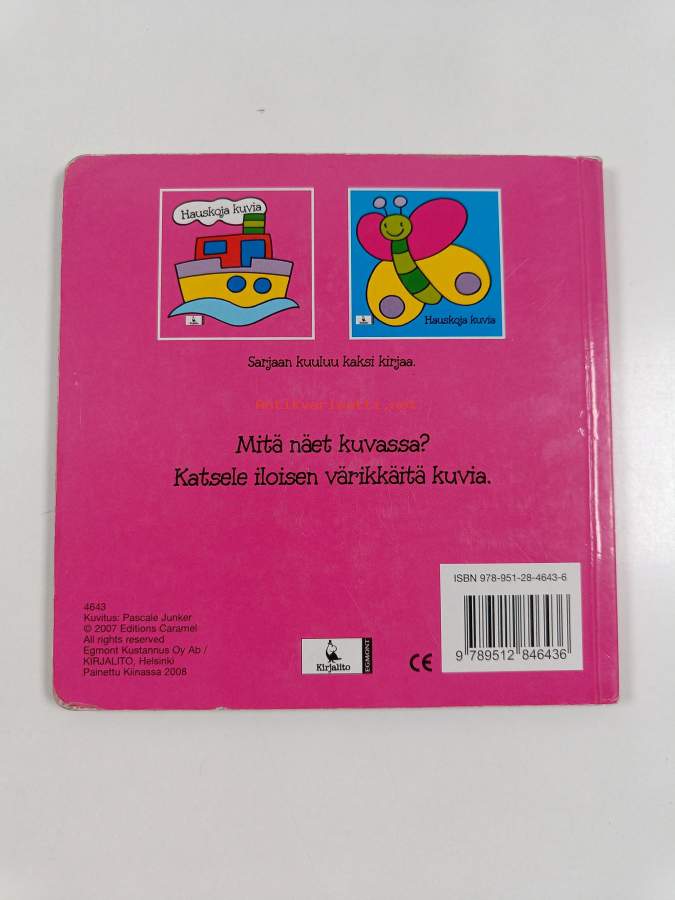 Hauskoja kuvia
Hauskoja kuvia
Sarjaan kuuluu kaksi kirjaa.
Antikvariaatti.net
Mitä näet kuvassa?
Katsele iloisen värikkäitä kuvia.
ISBN 978-951-28-4643-6
9 789512 846436
4643
Kuvitus: Pascale Junker
© 2007 Editions Caramel
All rights reserved
Egmont Kustannus Oy Ab /
KIRJALITO, Helsinki
Painettu Kiinassa 2008
Kirjalito
EGMONT
CE